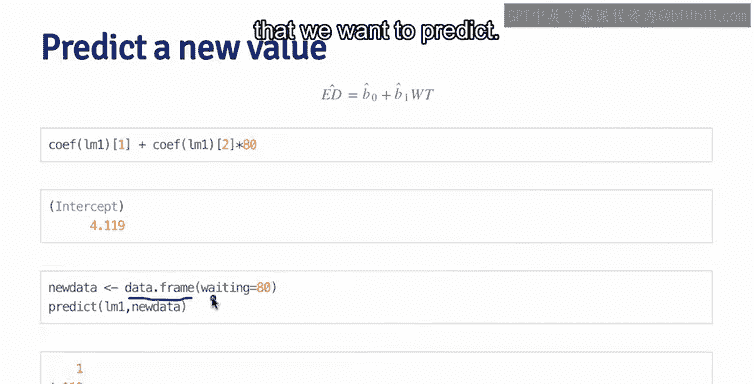 that we want to predict.
Predict a new value
ED̂ = b̂₀ + b̂₁WT
coef(lm1)[1] + coef(lm1)[2]*80
(Intercept)
4.119
newdata <- data.frame(waiting=80)
predict(lm1,newdata)
1